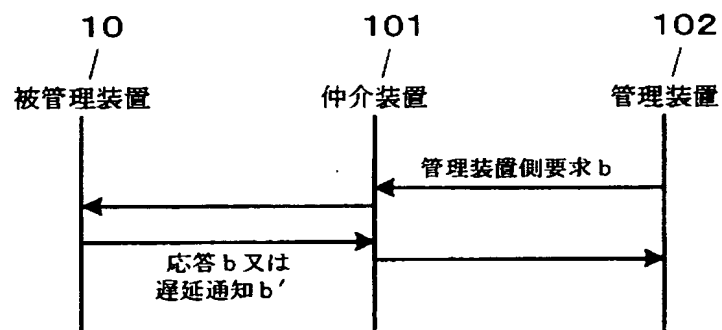 10 101 102
被管理装置 仲介装置 管理装置
管理装置側要求b
応答b又は
遅延通知b′